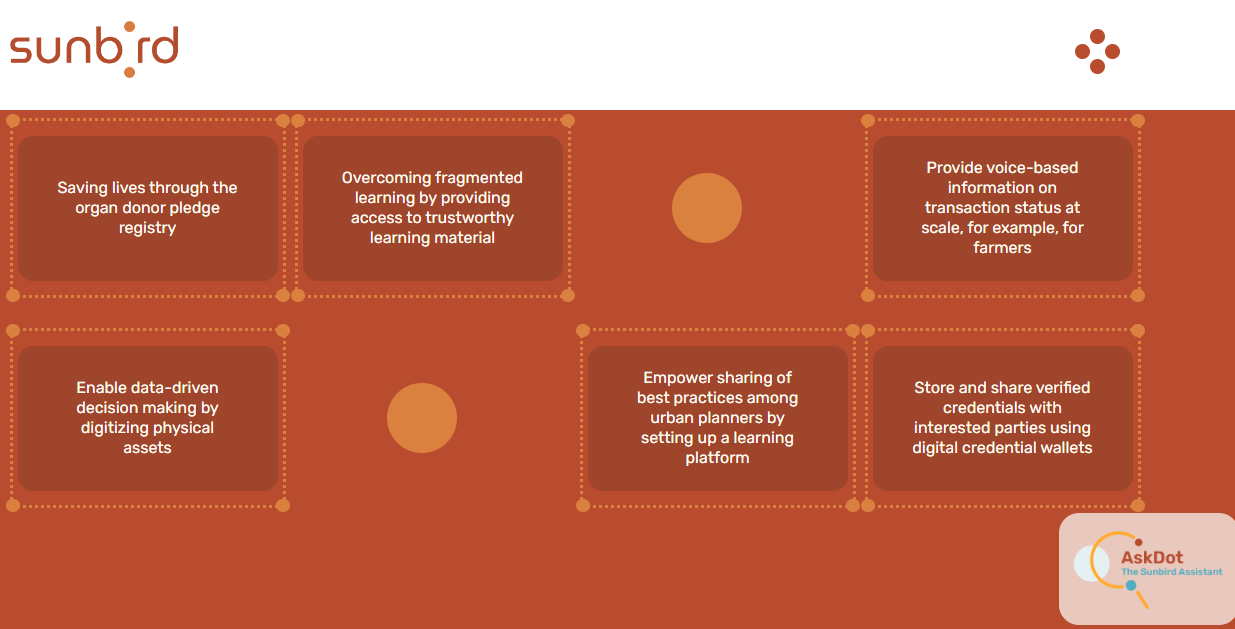 sunbird
Saving lives through the
organ donor pledge
registry
Overcoming fragmented
learning by providing
access to trustworthy
learning material
Provide voice-based
information on
transaction status at
scale, for example, for
farmers
Enable data-driven
decision making by
digitizing physical
assets
Empower sharing of
best practices among
urban planners by
setting up a learning
platform
Store and share verified
credentials with
interested parties using
digital credential wallets
AskDot
The Sunbird Assistant